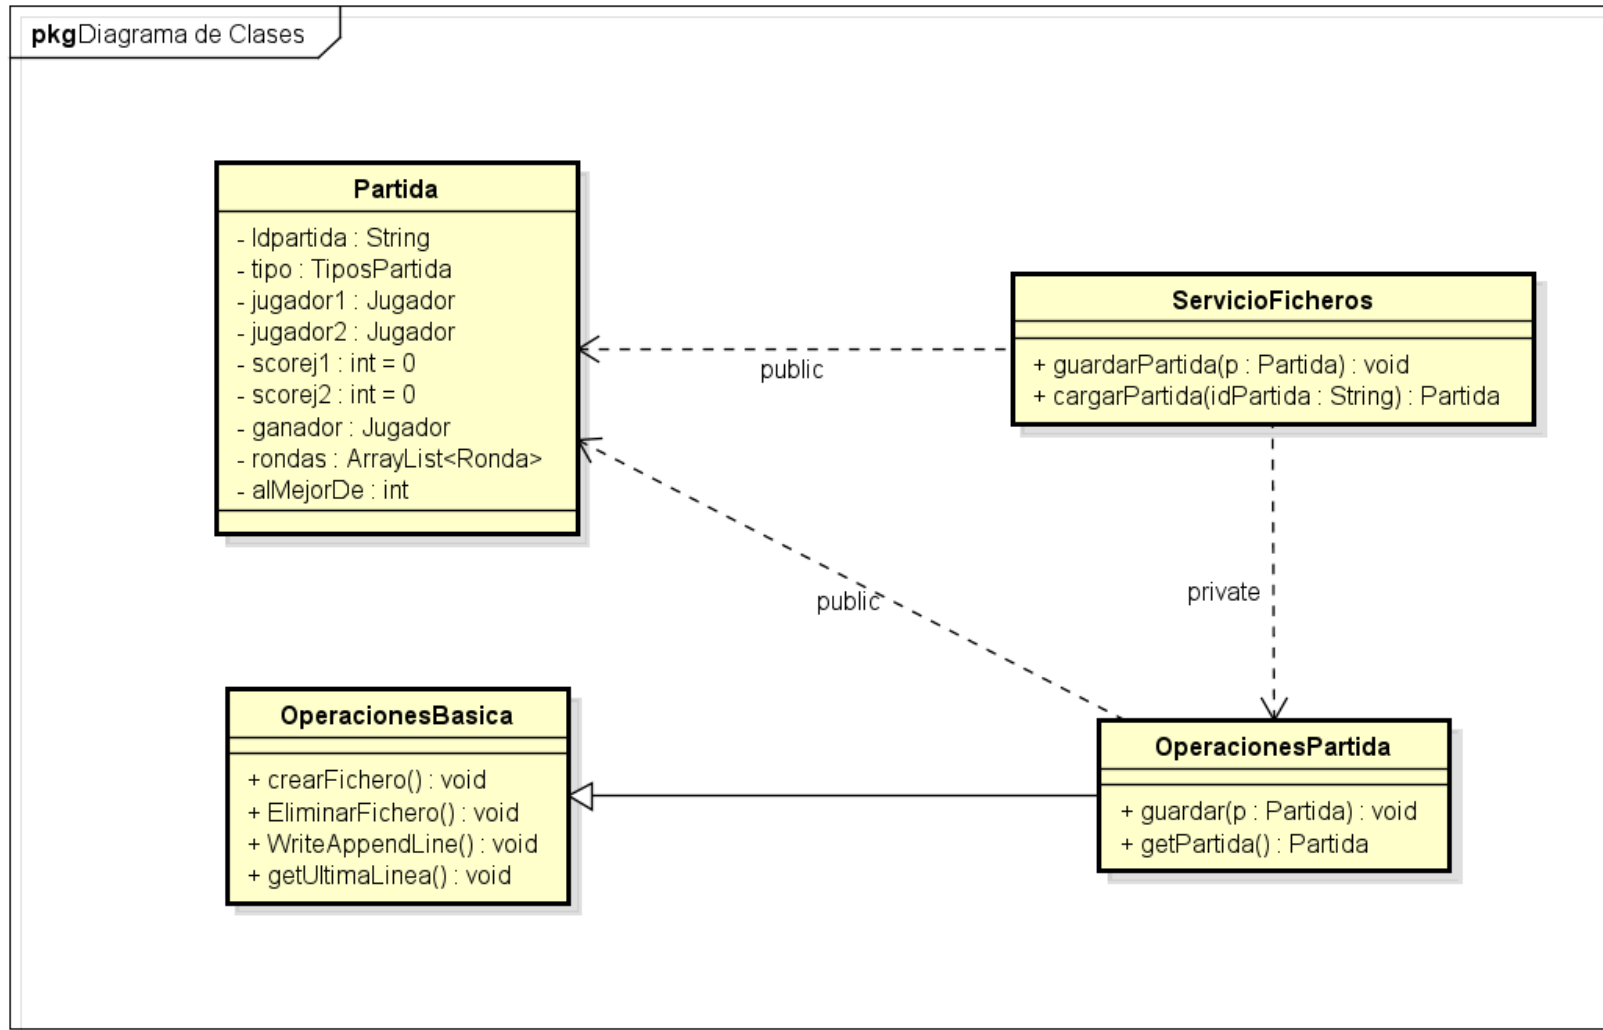 pkgDiagrama de Clases
Partida
- Idpartida : String
- tipo : TiposPartida
- jugador1 : Jugador
- jugador2 : Jugador
- scorej1 : int = 0
- scorej2 : int = 0
- ganador : Jugador
- rondas : ArrayList<Ronda>
- alMejorDe : int
ServicioFicheros
+ guardarPartida(p : Partida) : void
+ cargarPartida(idPartida : String) : Partida
public
public
private
OperacionesBasica
+ crearFichero() : void
+ EliminarFichero() : void
+ WriteAppendLine() : void
+ getUltimaLinea() : void
OperacionesPartida
+ guardar(p : Partida) : void
+ getPartida() : Partida